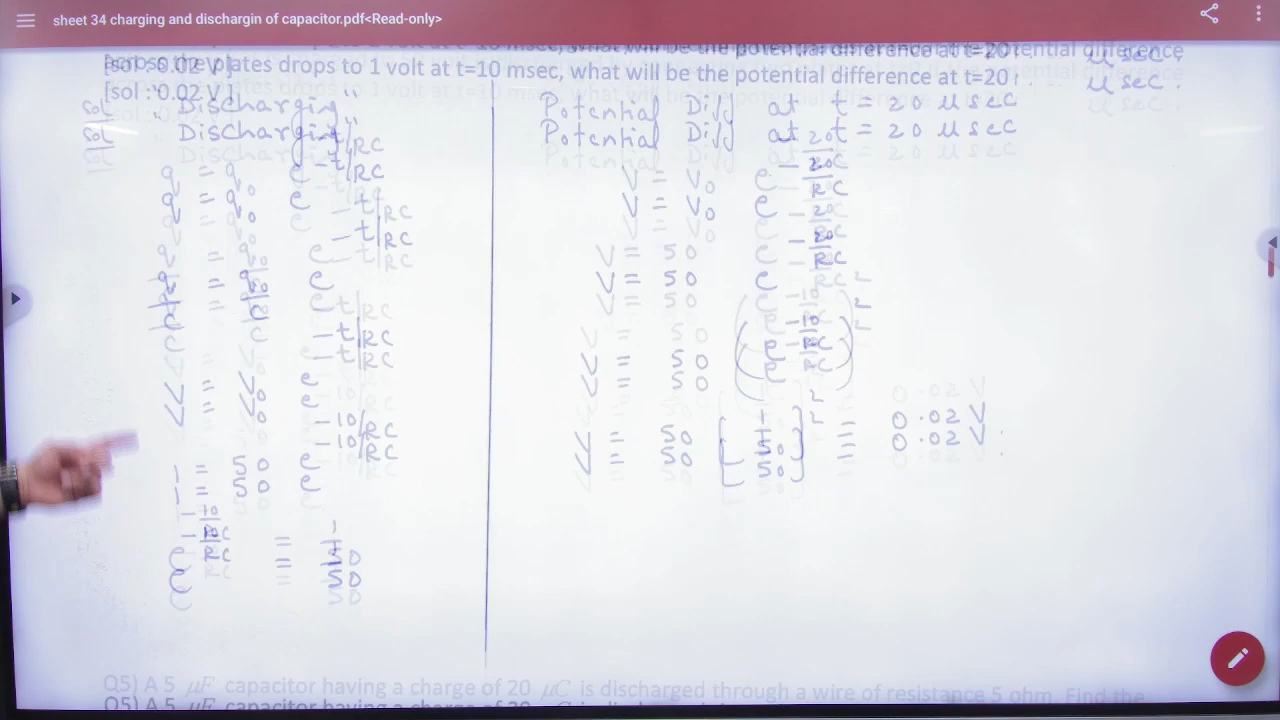 sheet 34 charging and dischargin of capacitor.pdf<Read-only>
across the plates drops to 1 volt at t=10 msec, what will be the potential difference at t=20 μsec.
[sol : 0.02 V ]
Sol "Discharging"
q = q₀ e^(-t/RC)
q/C = q₀/C e^(-t/RC)
V = V₀ e^(-t/RC)
1 = 50 e^(-10/RC)
e^(-10/RC) = 1/50
Potential Diff at t = 20 μsec
V = V₀ e^(-20/RC)
V = 50 e^(-20/RC)
V = 50 (e^(-10/RC))²
V = 50 [1/50]² = 0.02 V
Q5) A 5 μF capacitor having a charge of 20 μC is discharged through a wire of resistance 5 ohm. Find the